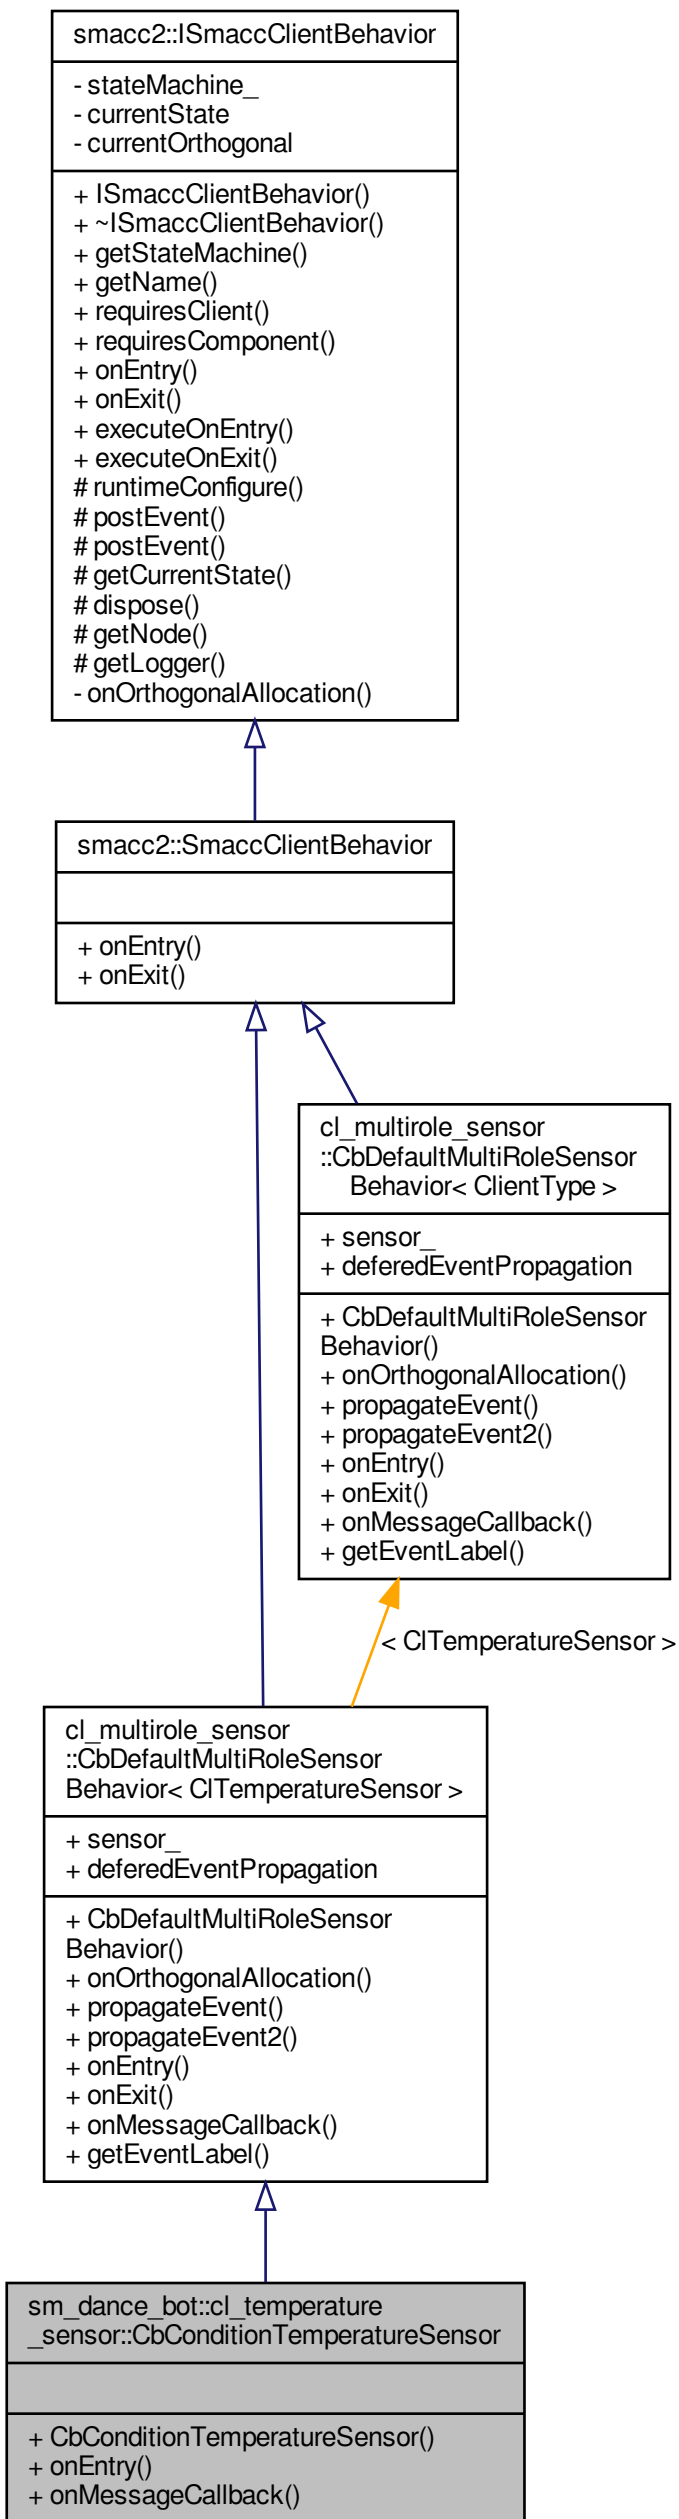 smacc2::ISmaccClientBehavior
- stateMachine_
- currentState
- currentOrthogonal
+ ISmaccClientBehavior()
+ ~ISmaccClientBehavior()
+ getStateMachine()
+ getName()
+ requiresClient()
+ requiresComponent()
+ onEntry()
+ onExit()
+ executeOnEntry()
+ executeOnExit()
# runtimeConfigure()
# postEvent()
# postEvent()
# getCurrentState()
# dispose()
# getNode()
# getLogger()
- onOrthogonalAllocation()
smacc2::SmaccClientBehavior
+ onEntry()
+ onExit()
cl_multirole_sensor
::CbDefaultMultiRoleSensor
Behavior< ClientType >
+ sensor_
+ deferedEventPropagation
+ CbDefaultMultiRoleSensor
Behavior()
+ onOrthogonalAllocation()
+ propagateEvent()
+ propagateEvent2()
+ onEntry()
+ onExit()
+ onMessageCallback()
+ getEventLabel()
< ClTemperatureSensor >
cl_multirole_sensor
::CbDefaultMultiRoleSensor
Behavior< ClTemperatureSensor >
+ sensor_
+ deferedEventPropagation
+ CbDefaultMultiRoleSensor
Behavior()
+ onOrthogonalAllocation()
+ propagateEvent()
+ propagateEvent2()
+ onEntry()
+ onExit()
+ onMessageCallback()
+ getEventLabel()
sm_dance_bot::cl_temperature
_sensor::CbConditionTemperatureSensor
+ CbConditionTemperatureSensor()
+ onEntry()
+ onMessageCallback()